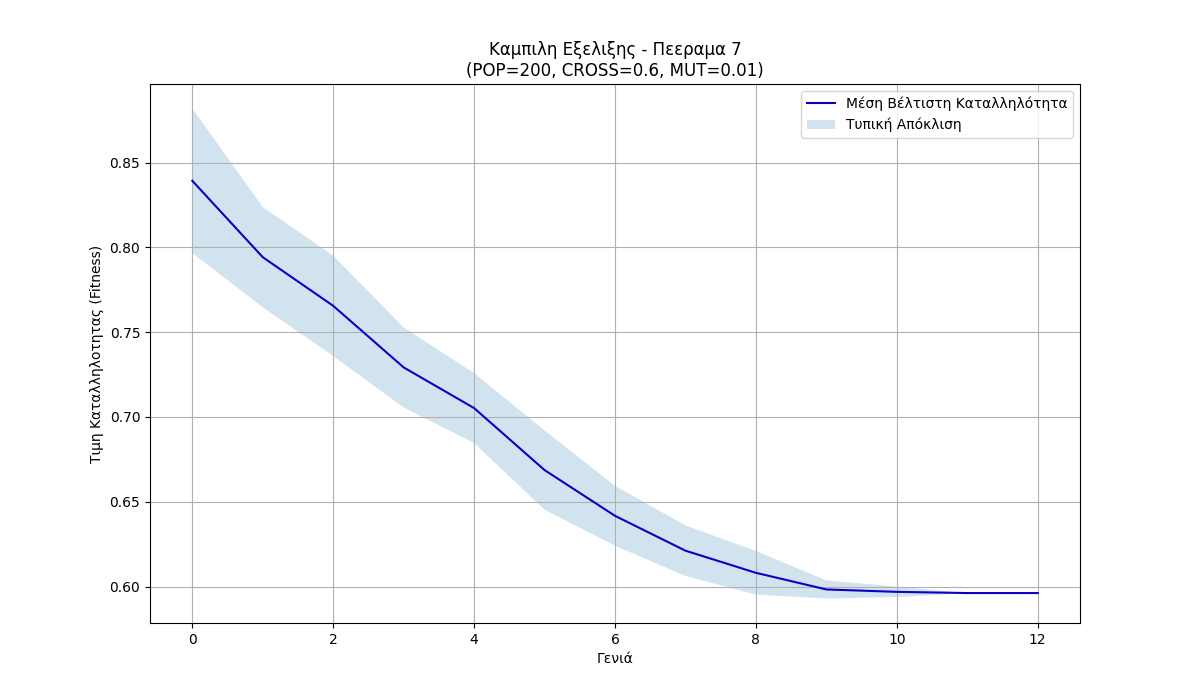 Καμπιλη Εξελιξης - Πεεραμα 7
(POP=200, CROSS=0.6, MUT=0.01)
Μέση Βέλτιστη Καταλληλότητα
Τυπική Απόκλιση
Τιμη Καταλληλοτητας (Fitness)
0.85
0.80
0.75
0.70
0.65
0.60
0 2 4 6 8 10 12
Γενιά